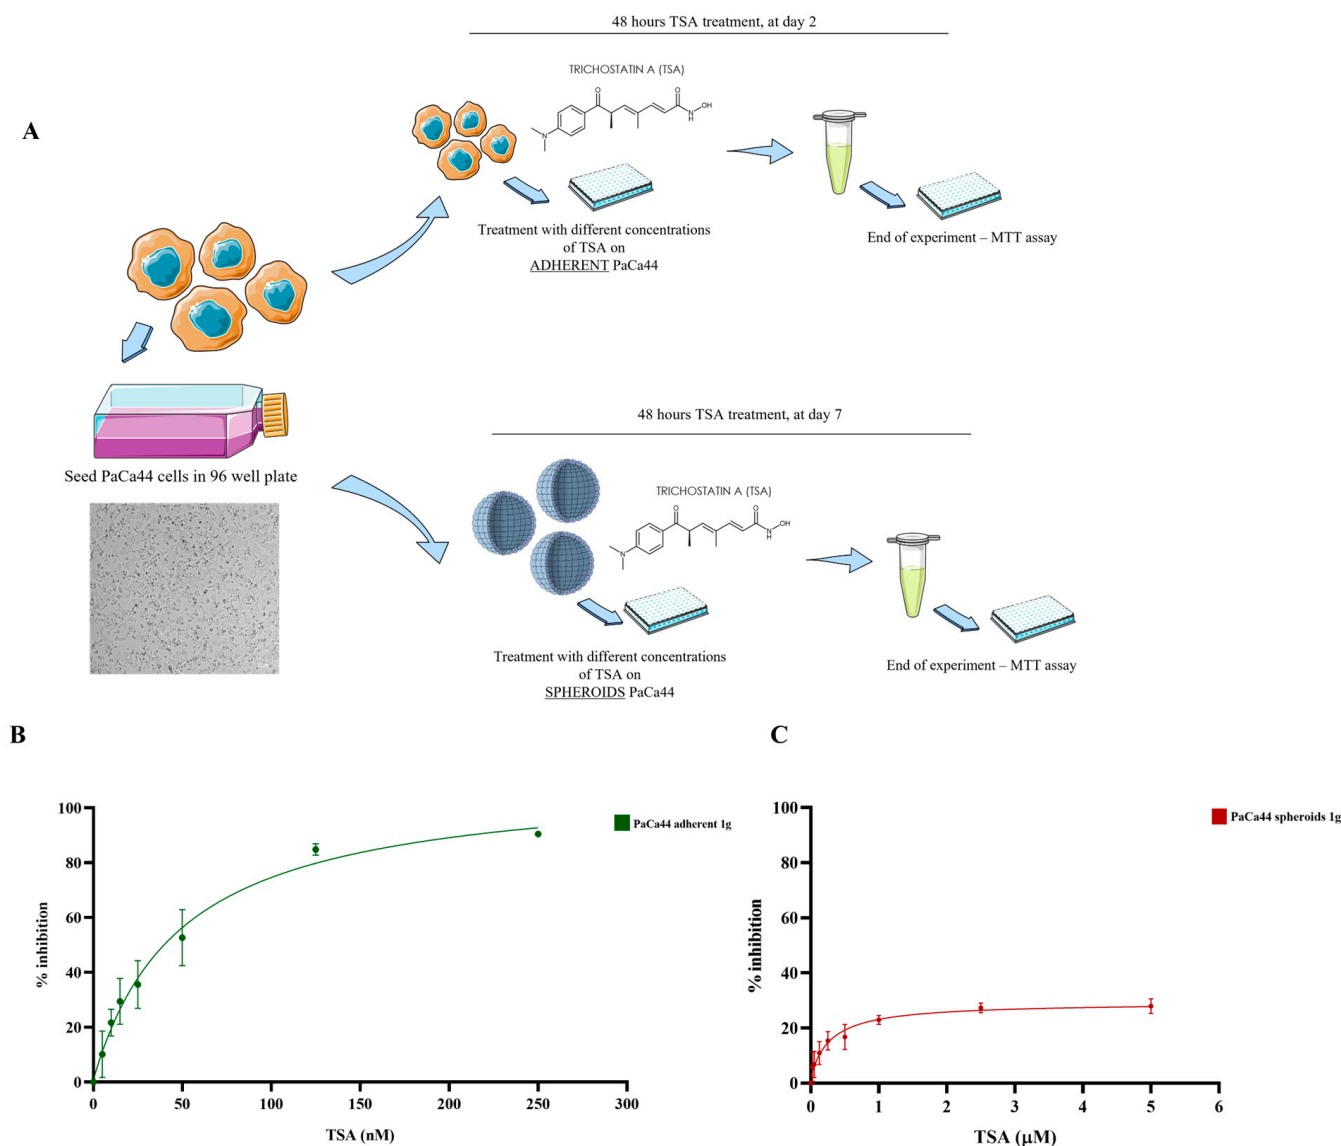 48 hours TSA treatment, at day 2
TRICHOSTATIN A (TSA)
O
O
N
H
OH
N
A
Treatment with different concentrations
of TSA on
ADHERENT PaCa44
End of experiment – MTT assay
Seed PaCa44 cells in 96 well plate
48 hours TSA treatment, at day 7
TRICHOSTATIN A (TSA)
O
O
N
H
OH
N
Treatment with different concentrations
of TSA on
SPHEROIDS PaCa44
End of experiment – MTT assay
B
100
80
60
40
20
0
% inhibition
0 50 100 150 200 250 300
TSA (nM)
PaCa44 adherent 1g
C
100
80
60
40
20
0
% inhibition
0 1 2 3 4 5 6
TSA (μM)
PaCa44 spheroids 1g